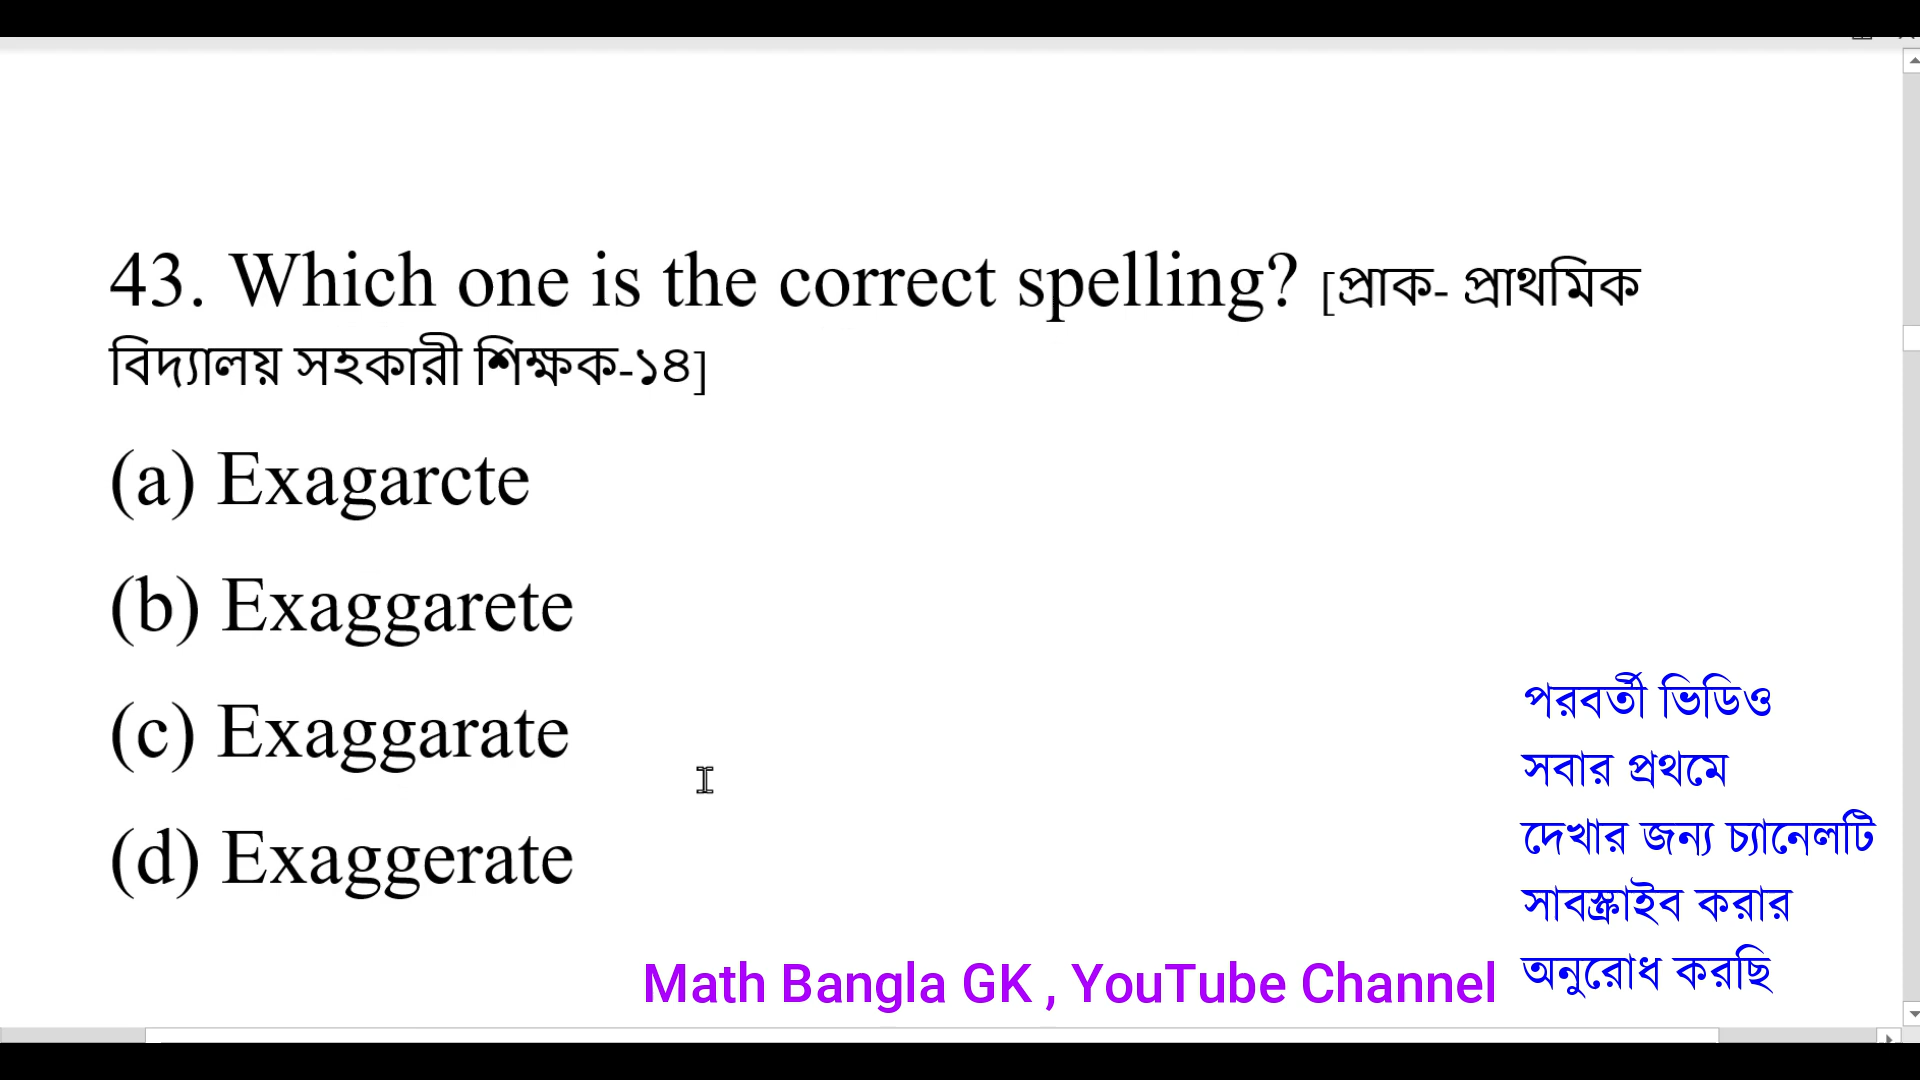 43. Which one is the correct spelling? [প্রাক- প্রাথমিক
বিদ্যালয় সহকারী শিক্ষক-১৪]
(a) Exagarcte
(b) Exaggarete
(c) Exaggarate
(d) Exaggerate
পরবর্তী ভিডিও
সবার প্রথমে
দেখার জন্য চ্যানেলটি
সাবস্ক্রাইব করার
অনুরোধ করছি
Math Bangla GK , YouTube Channel